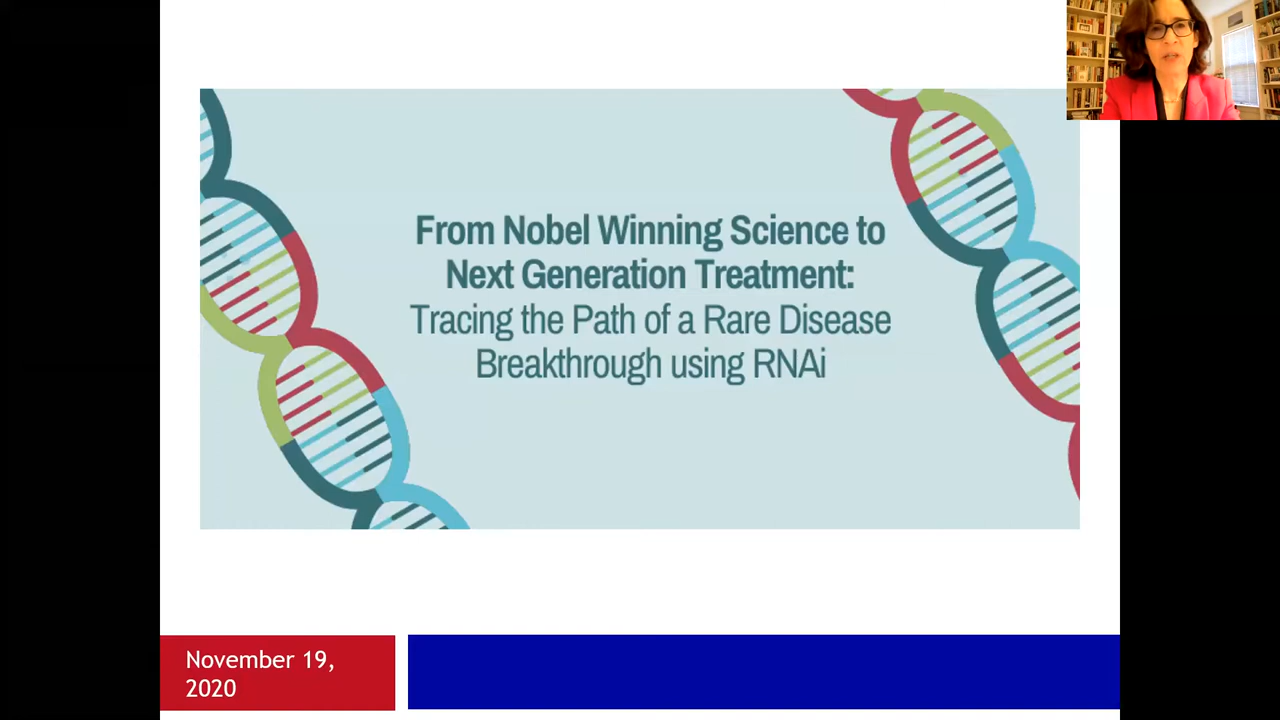 From Nobel Winning Science to
Next Generation Treatment:
Tracing the Path of a Rare Disease
Breakthrough using RNAi
November 19,
2020